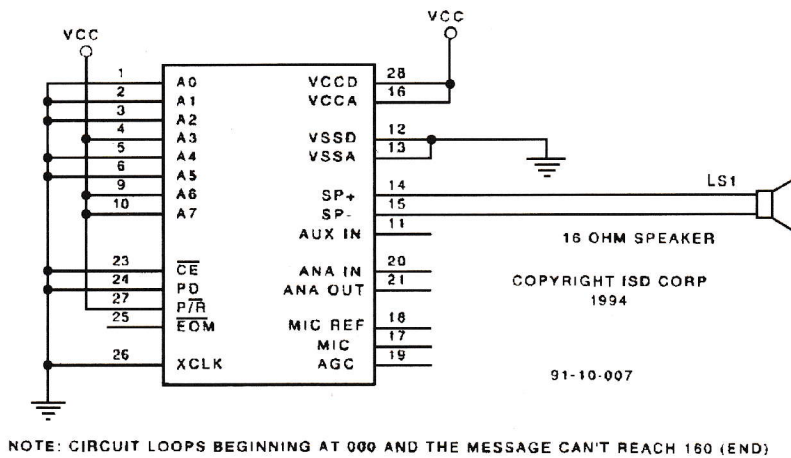 VCC
VCC
1 A0 VCCD 28
2 A1 VCCA 16
3 A2
4 A3 VSSD 12
5 A4 VSSA 13
6 A5
9 A6 SP+ 14
10 A7 SP- 15
AUX IN 11
LS1
16 OHM SPEAKER
23 CE ANA IN 20
24 PD ANA OUT 21
27 P/R
25 EOM MIC REF 18
MIC 17
26 XCLK AGC 19
COPYRIGHT ISD CORP
1994
91-10-007
NOTE: CIRCUIT LOOPS BEGINNING AT 000 AND THE MESSAGE CAN'T REACH 160 (END)